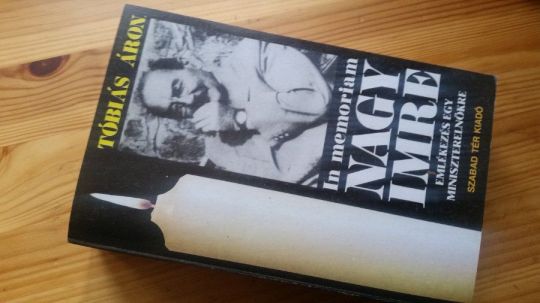 TÓBIÁS ÁRON
In memoriam
NAGY
IMRE
EMLÉKEZÉS EGY
MINISZTERELNÖKRE
SZABAD TÉR KIADÓ